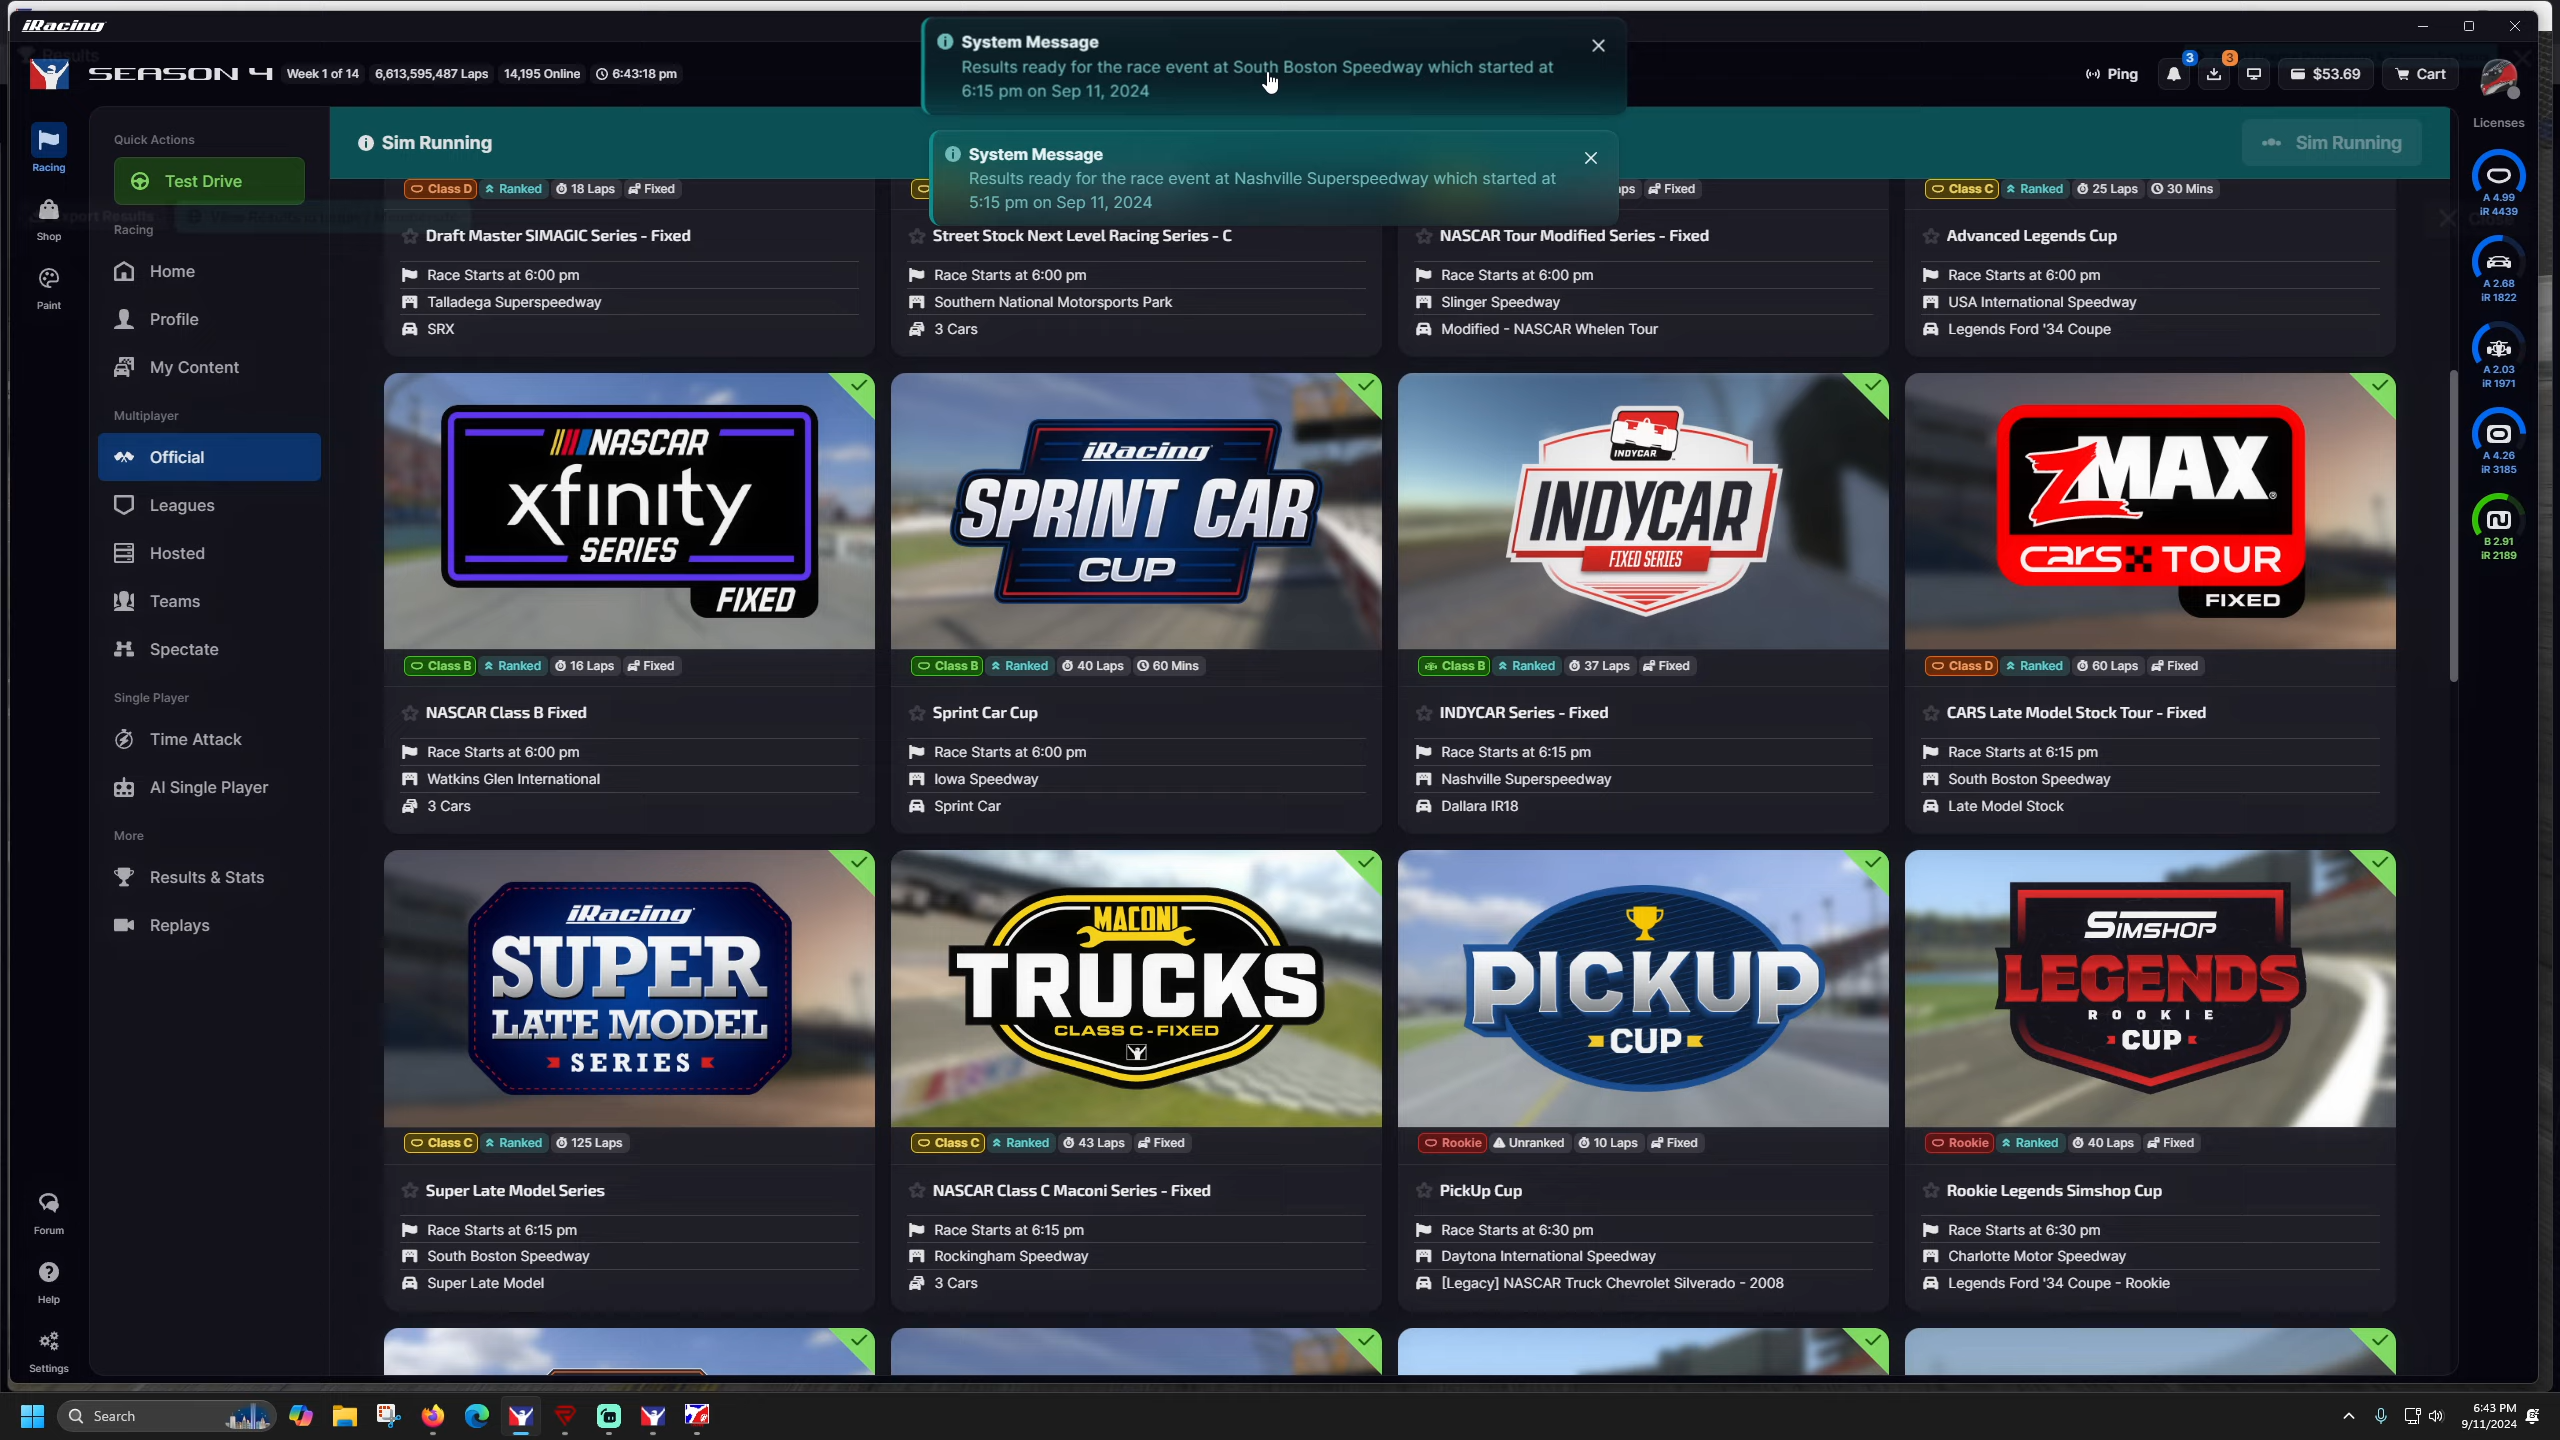 iRacing
System Message
Results ready for the race event at South Boston Speedway which started at
6:15 pm on Sep 11, 2024
Results
SEASON 4 Week 1 of 14 6,613,595,487 Laps 14,195 Online 6:43:18 pm
Ping 3 3 $53.69 Cart
System Message
Results ready for the race event at Nashville Superspeedway which started at
5:15 pm on Sep 11, 2024
Sim Running
Sim Running
Racing
Shop
Paint
Forum
Help
Settings
Quick Actions
Test Drive
Racing
Home
Profile
My Content
Multiplayer
Official
Leagues
Hosted
Teams
Spectate
Single Player
Time Attack
AI Single Player
More
Results & Stats
Replays
Licenses
A 4.99
iR 4439
A 2.68
iR 1822
A 2.03
iR 1971
A 4.26
iR 3185
B 2.91
iR 2189
Class D Ranked 18 Laps Fixed
Draft Master SIMAGIC Series - Fixed
Race Starts at 6:00 pm
Talladega Superspeedway
SRX
Street Stock Next Level Racing Series - C
Race Starts at 6:00 pm
Southern National Motorsports Park
3 Cars
Fixed
NASCAR Tour Modified Series - Fixed
Race Starts at 6:00 pm
Slinger Speedway
Modified - NASCAR Whelen Tour
Class C Ranked 25 Laps 30 Mins
Advanced Legends Cup
Race Starts at 6:00 pm
USA International Speedway
Legends Ford '34 Coupe
NASCAR
xfinity
SERIES
FIXED
Class B Ranked 16 Laps Fixed
NASCAR Class B Fixed
Race Starts at 6:00 pm
Watkins Glen International
3 Cars
iRacing
SPRINT CAR
CUP
Class B Ranked 40 Laps 60 Mins
Sprint Car Cup
Race Starts at 6:00 pm
Iowa Speedway
Sprint Car
INDYCAR
INDYCAR
FIXED SERIES
Class B Ranked 37 Laps Fixed
INDYCAR Series - Fixed
Race Starts at 6:15 pm
Nashville Superspeedway
Dallara IR18
ZMAX
CARS TOUR
FIXED
Class D Ranked 60 Laps Fixed
CARS Late Model Stock Tour - Fixed
Race Starts at 6:15 pm
South Boston Speedway
Late Model Stock
iRacing
SUPER
LATE MODEL
SERIES
Class C Ranked 125 Laps
Super Late Model Series
Race Starts at 6:15 pm
South Boston Speedway
Super Late Model
MACONI
TRUCKS
CLASS C - FIXED
Class C Ranked 43 Laps Fixed
NASCAR Class C Maconi Series - Fixed
Race Starts at 6:15 pm
Rockingham Speedway
3 Cars
PICKUP
CUP
Rookie Unranked 10 Laps Fixed
PickUp Cup
Race Starts at 6:30 pm
Daytona International Speedway
[Legacy] NASCAR Truck Chevrolet Silverado - 2008
SIMSHOP
LEGENDS
ROOKIE
CUP
Rookie Ranked 40 Laps Fixed
Rookie Legends Simshop Cup
Race Starts at 6:30 pm
Charlotte Motor Speedway
Legends Ford '34 Coupe - Rookie
Search
6:43 PM
9/11/2024